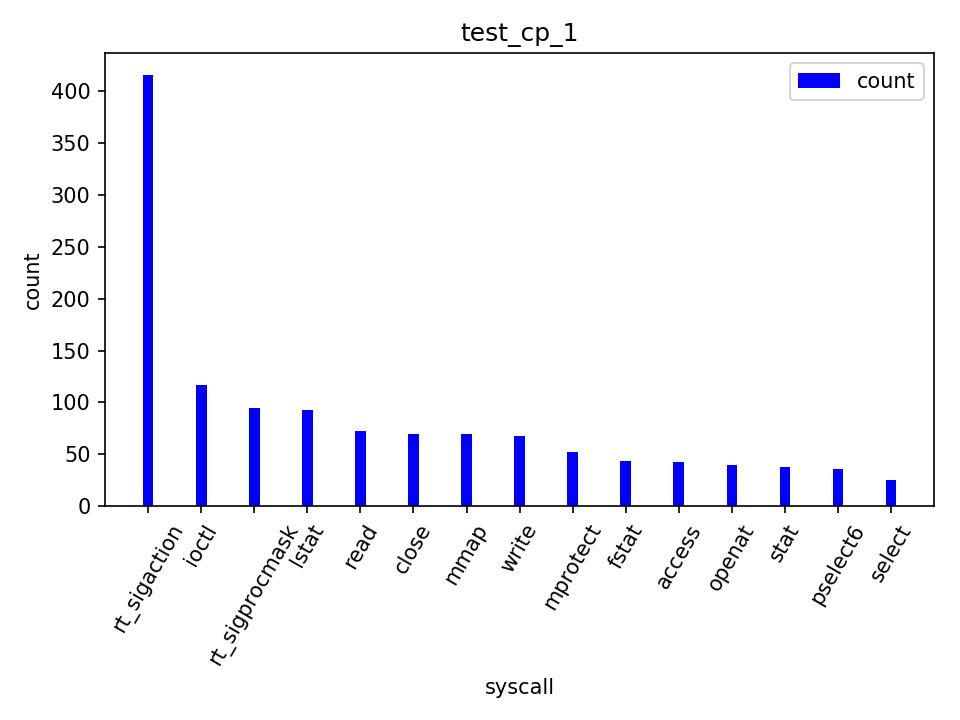 test_cp_1
count
400
350
300
250
200
150
100
50
0
count
rt_sigaction
ioctl
rt_sigprocmask
lstat
read
close
mmap
write
mprotect
fstat
access
openat
stat
pselect6
select
syscall